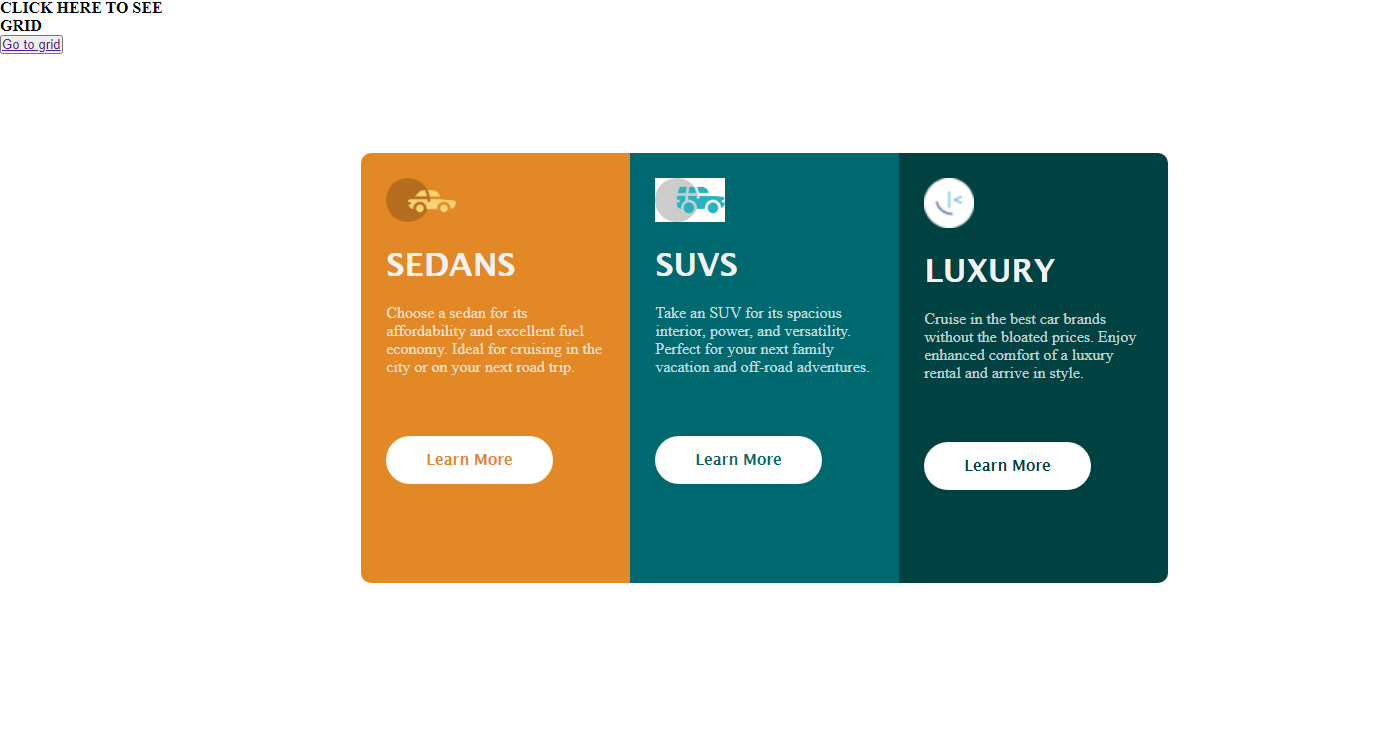 CLICK HERE TO SEE
GRID
Go to grid
SEDANS
Choose a sedan for its
affordability and excellent fuel
economy. Ideal for cruising in the
city or on your next road trip.
Learn More
SUVS
Take an SUV for its spacious
interior, power, and versatility.
Perfect for your next family
vacation and off-road adventures.
Learn More
LUXURY
Cruise in the best car brands
without the bloated prices. Enjoy
enhanced comfort of a luxury
rental and arrive in style.
Learn More